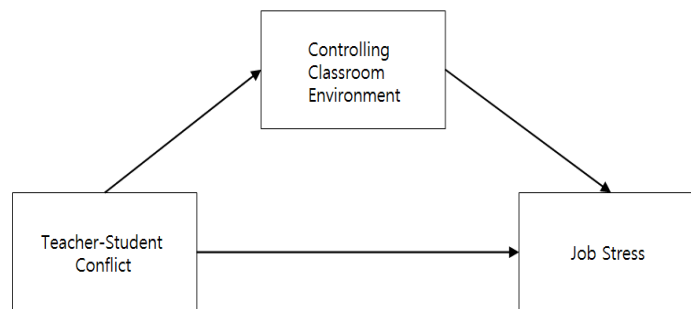 Controlling
Classroom
Environment
Teacher-Student
Conflict
Job Stress